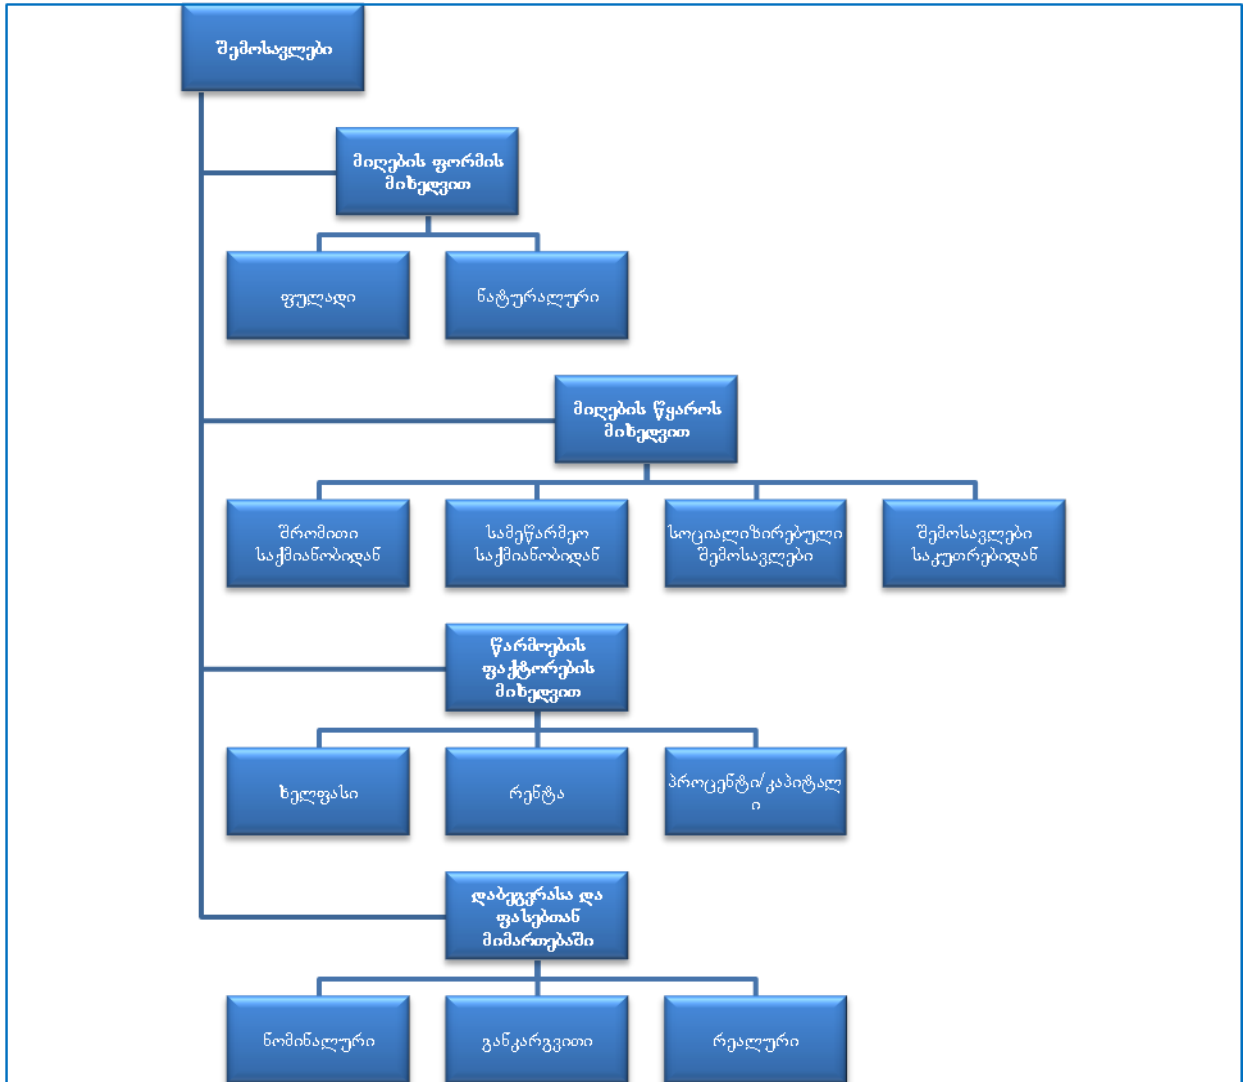 შემოსავლები
მიღების ფორმის
მიხედვით
ფულადი
ნატურალური
მიღების წყაროს
მიხედვით
შრომითი
საქმიანობიდან
სამეწარმეო
საქმიანობიდან
სოციალიზირებული
შემოსავლები
შემოსავლები
საკუთრებიდან
წარმოების
ფაქტორების
მიხედვით
ხელფასი
რენტა
პროცენტი/კაპიტალ
ი
დაბეგვრასა და
ფასებთან
მიმართებაში
ნომინალური
განკარგვითი
რეალური